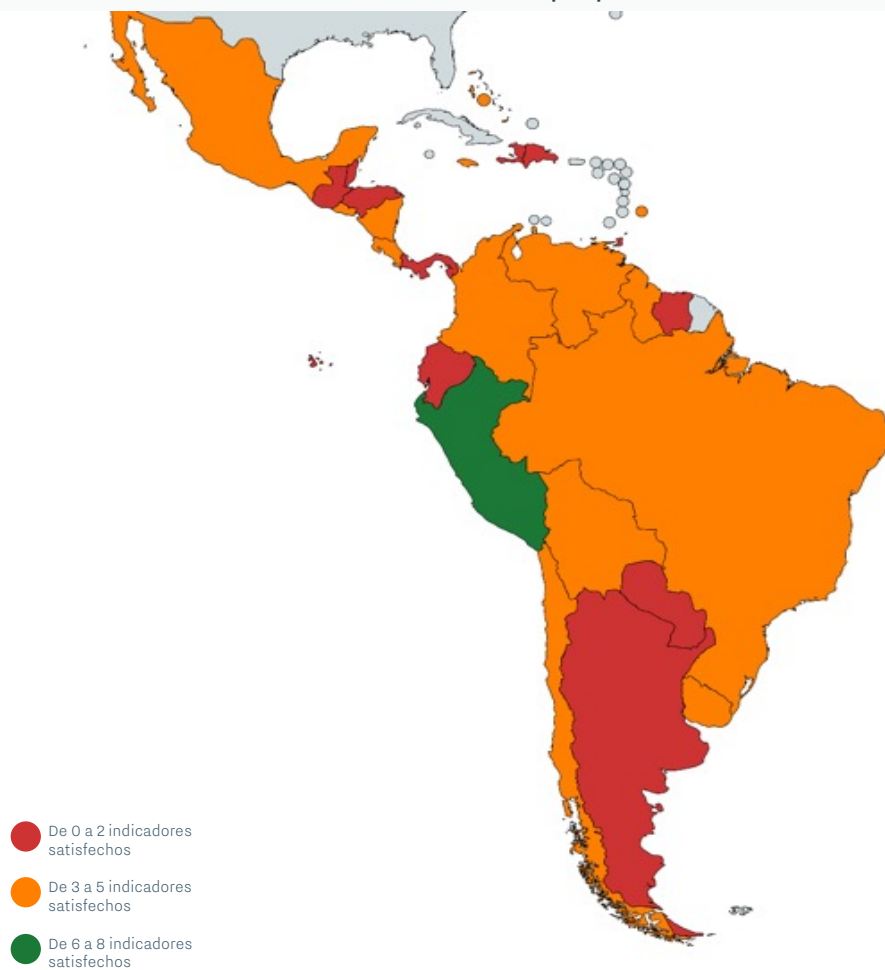 De 0 a 2 indicadores
satisfechos
De 3 a 5 indicadores
satisfechos
De 6 a 8 indicadores
satisfechos